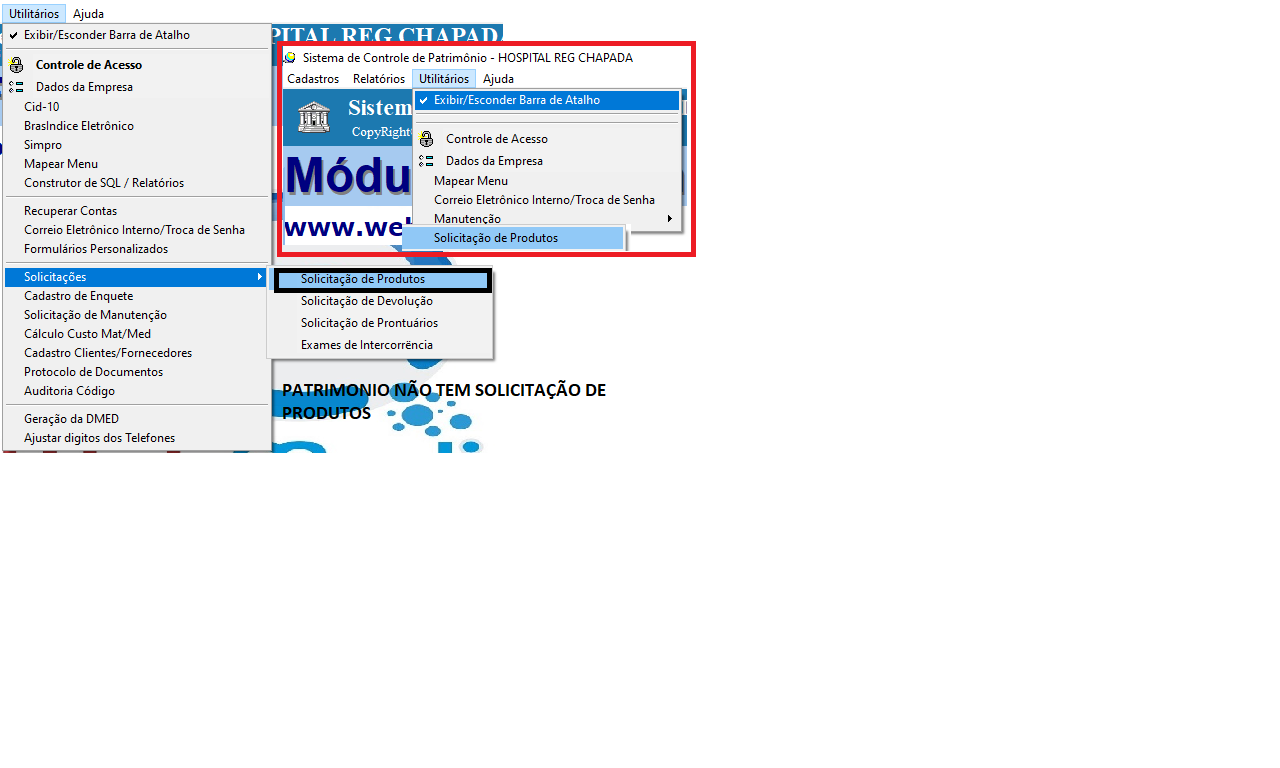 Utilitários Ajuda
Exibir/Esconder Barra de Atalho
Controle de Acesso
Dados da Empresa
Cid-10
BrasIndice Eletrônico
Simpro
Mapear Menu
Construtor de SQL / Relatórios
Recuperar Contas
Correio Eletrônico Interno/Troca de Senha
Formulários Personalizados
Solicitações
Cadastro de Enquete
Solicitação de Manutenção
Cálculo Custo Mat/Med
Cadastro Clientes/Fornecedores
Protocolo de Documentos
Auditoria Código
Geração da DMED
Ajustar digitos dos Telefones
Solicitação de Produtos
Solicitação de Devolução
Solicitação de Prontuários
Exames de Intercorrência
PITAL REG CHAPAD
Sistema de Controle de Patrimônio - HOSPITAL REG CHAPADA
Cadastros Relatórios Utilitários Ajuda
Sistem
CopyRight
Módu
www.we
Exibir/Esconder Barra de Atalho
Controle de Acesso
Dados da Empresa
Mapear Menu
Correio Eletrônico Interno/Troca de Senha
Manutenção
Solicitação de Produtos
PATRIMONIO NÃO TEM SOLICITAÇÃO DE
PRODUTOS